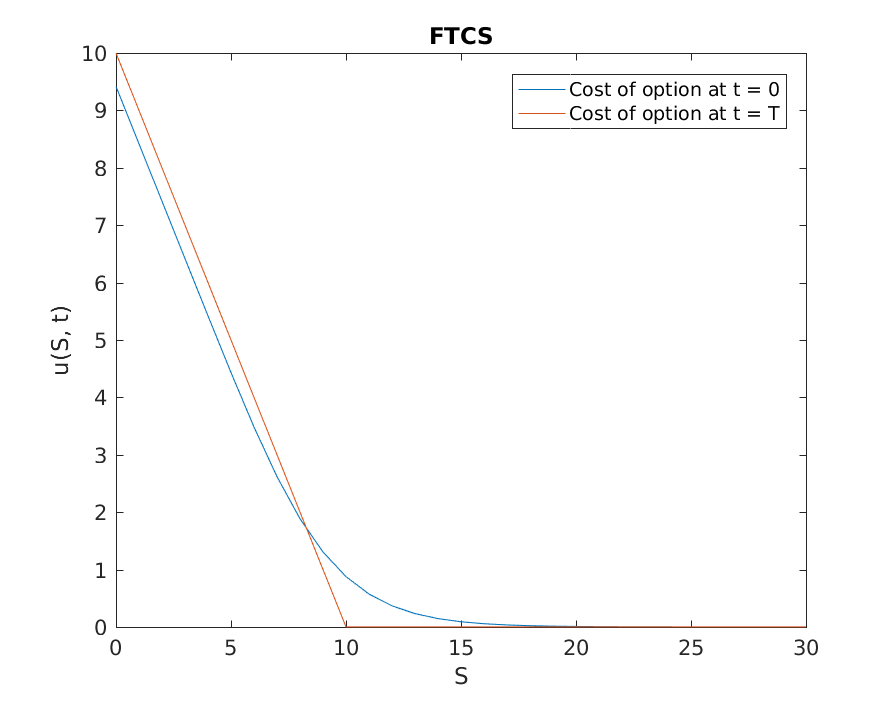 FTCS
Cost of option at t = 0
Cost of option at t = T
u(S, t)
10
9
8
7
6
5
4
3
2
1
0
0 5 10 15 20 25 30
S